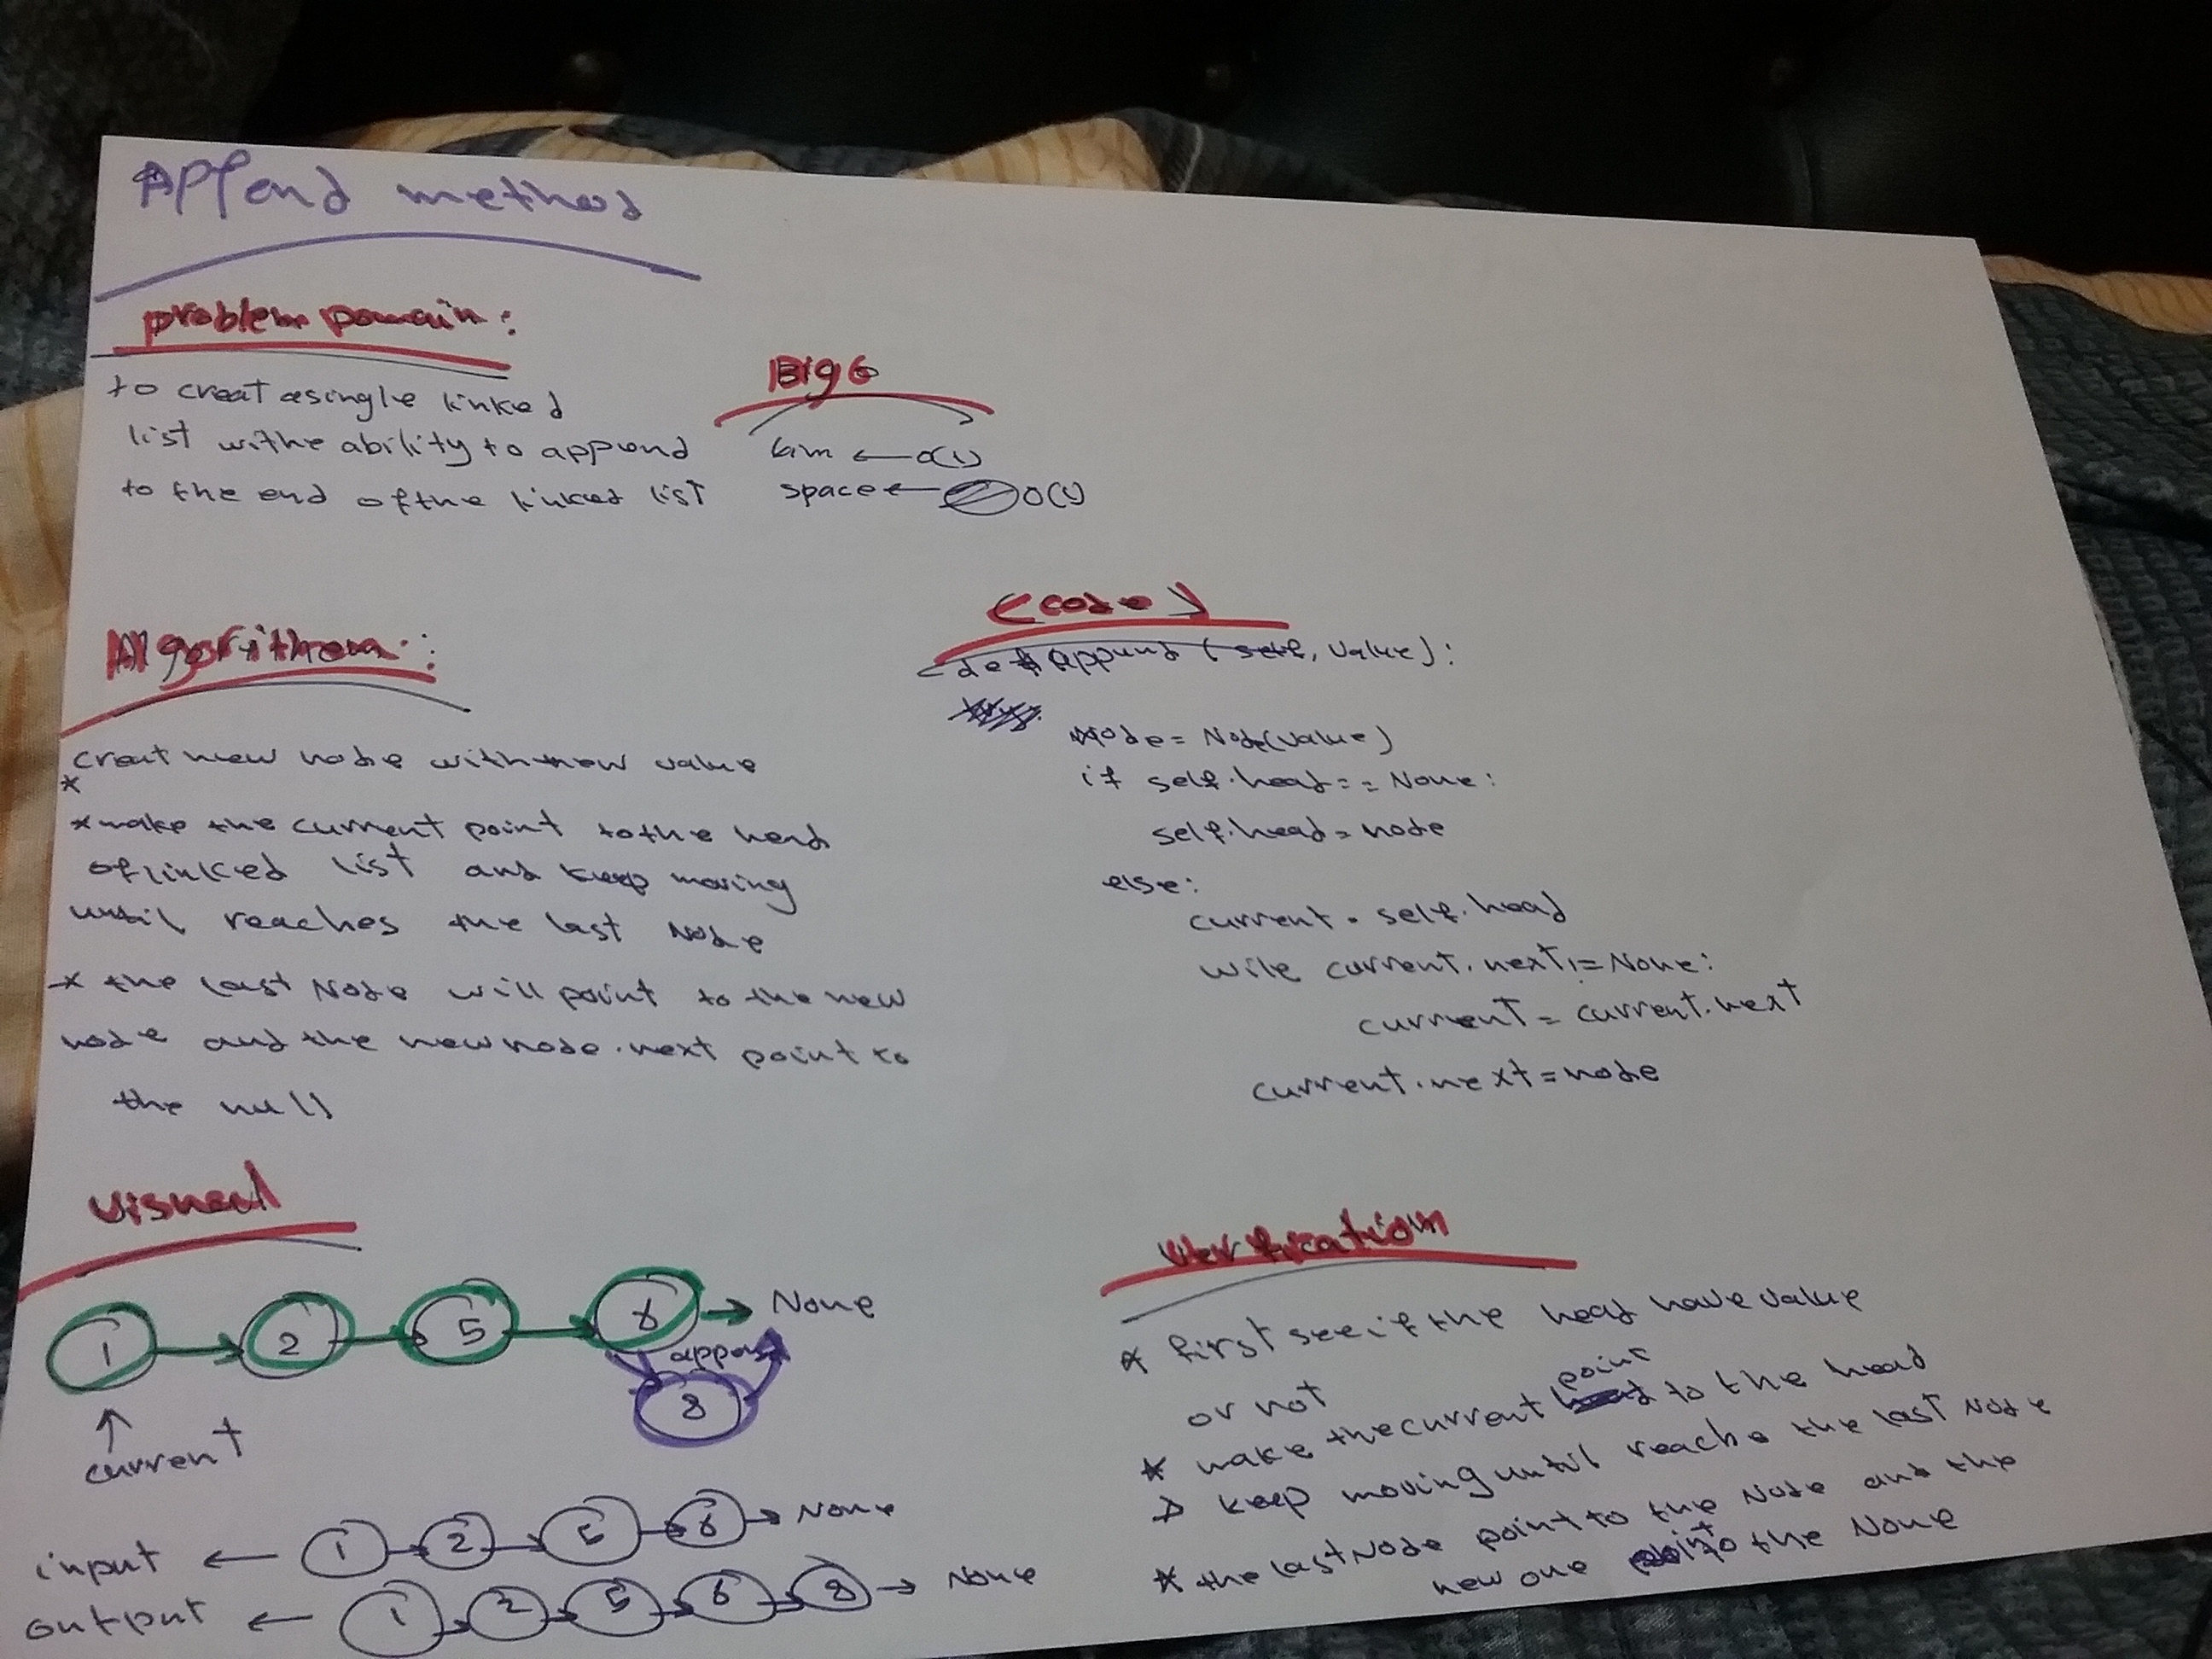 Append method
problem Domain:
to creat a single linked
list withe ability to append
to the end of the linked list
Big O
tim ← O(1)
space ← O(1)
Algorithem:
* creat new node with new value
* make the current point to the head
of linked list and keep moving
until reaches the last Node
* the last Node will point to the new
node and the new node.next point to
the null
(code)
def append (self, value):
node = Node(value)
if self.head == None:
self.head = node
else:
current = self.head
wile current.next != None:
current = current.next
current.next = node
Visueal
1 → 2 → 5 → 6 → None
append
8
current
input ← 1 → 2 → 5 → 6 → None
output ← 1 → 2 → 5 → 6 → 8 → None
Verification
* first see if the head have value
or not
* make the current point to the head
* keep moving until reache the last Node
* the last Node point to the Node and the
new one point to the None